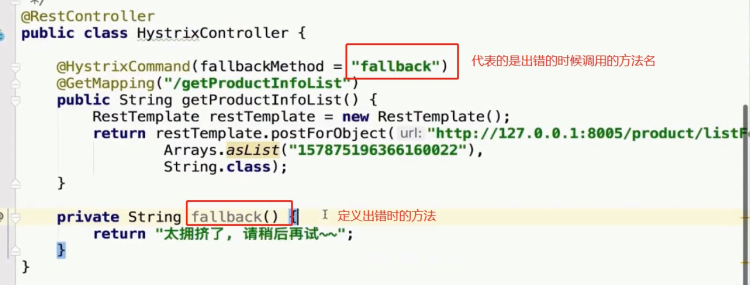 */
@RestController
public class HystrixController {
@HystrixCommand(fallbackMethod = "fallback") 代表的是出错的时候调用的方法名
@GetMapping("/getProductInfoList")
public String getProductInfoList() {
RestTemplate restTemplate = new RestTemplate();
return restTemplate.postForObject( url: "http://127.0.0.1:8005/product/listFo
Arrays.asList("157875196366160022"),
String.class);
}
private String fallback() { 定义出错时的方法
return "太拥挤了, 请稍后再试~~";
}
}